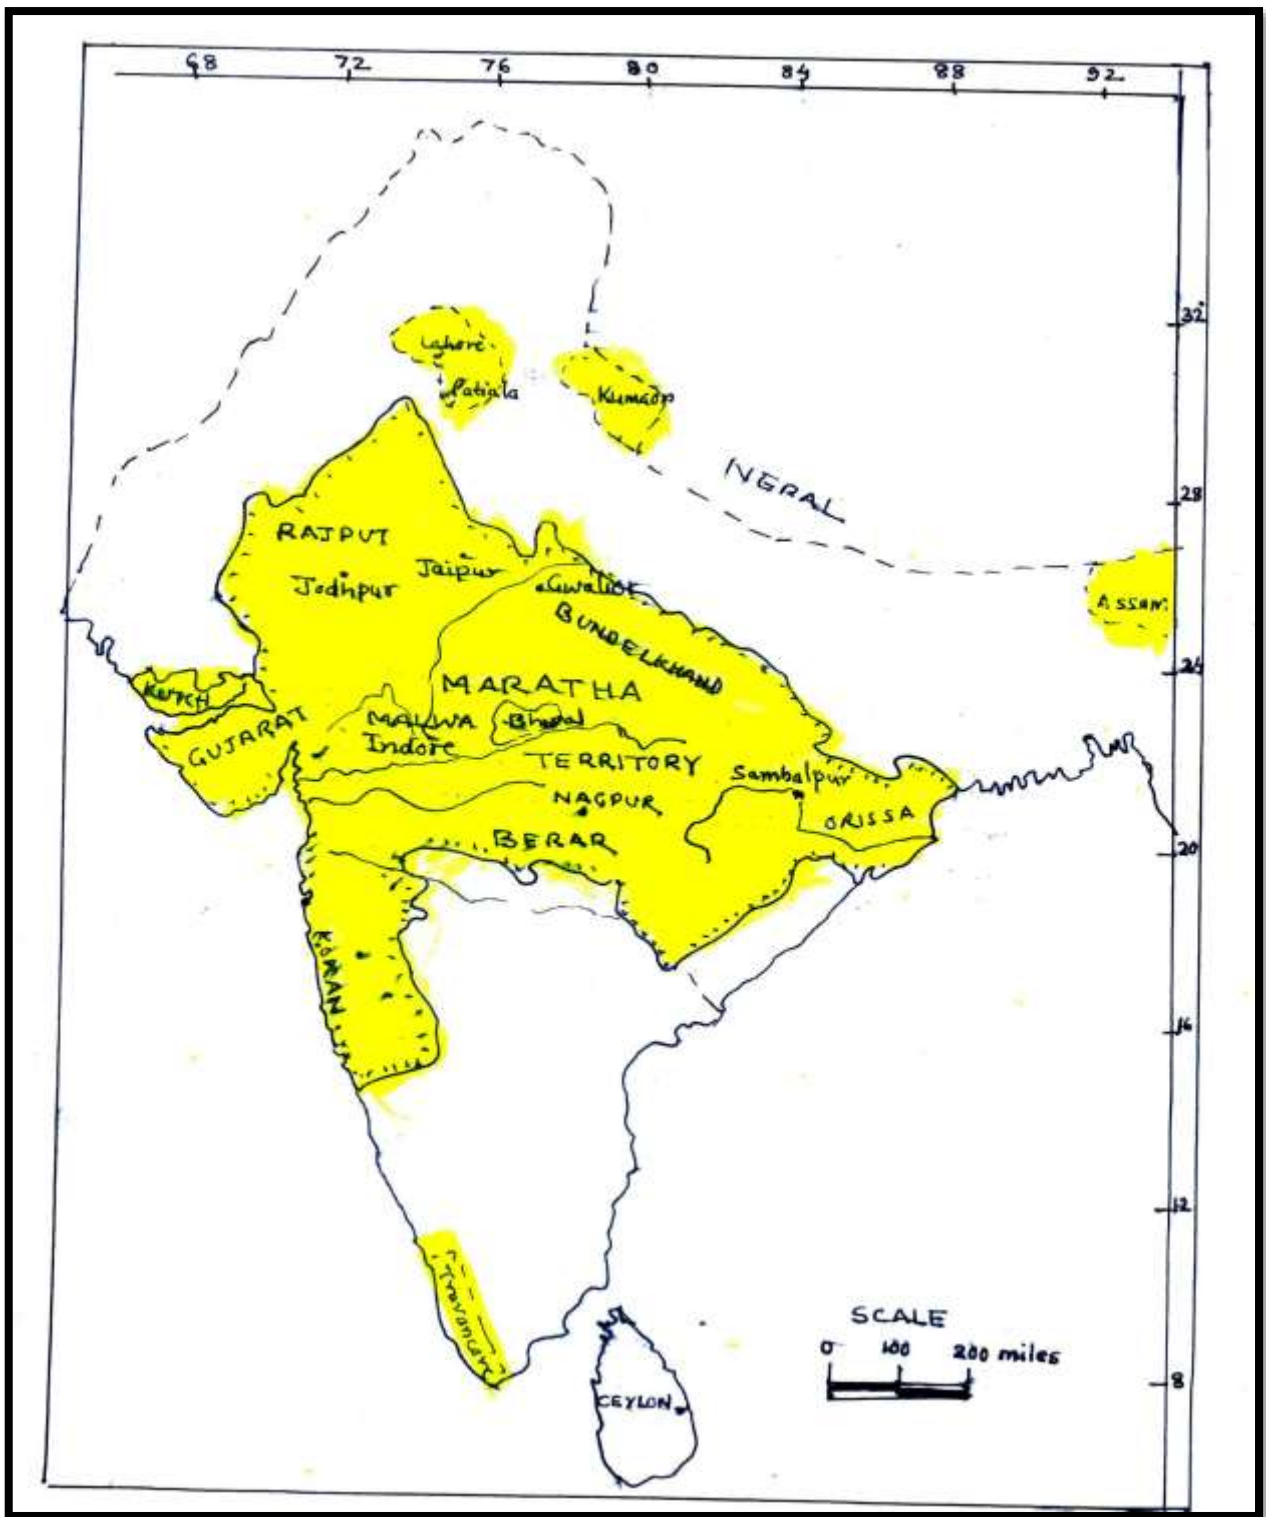 68 72 76 80 84 88 92
32
Lahore
Patiala
Kumaon
NEPAL
28
RAJPUT
Jodhpur
Jaipur
Gwalior
BUNDELKHAND
ASSAM
24
KUTCH
GUJARAT
MARATHA
MALWA
Bhopal
Indore
TERRITORY
Sambalpur
NAGPUR
ORISSA
BERAR
20
KONKAN
16
12
Travancore
SCALE
0 100 200 miles
8
CEYLON